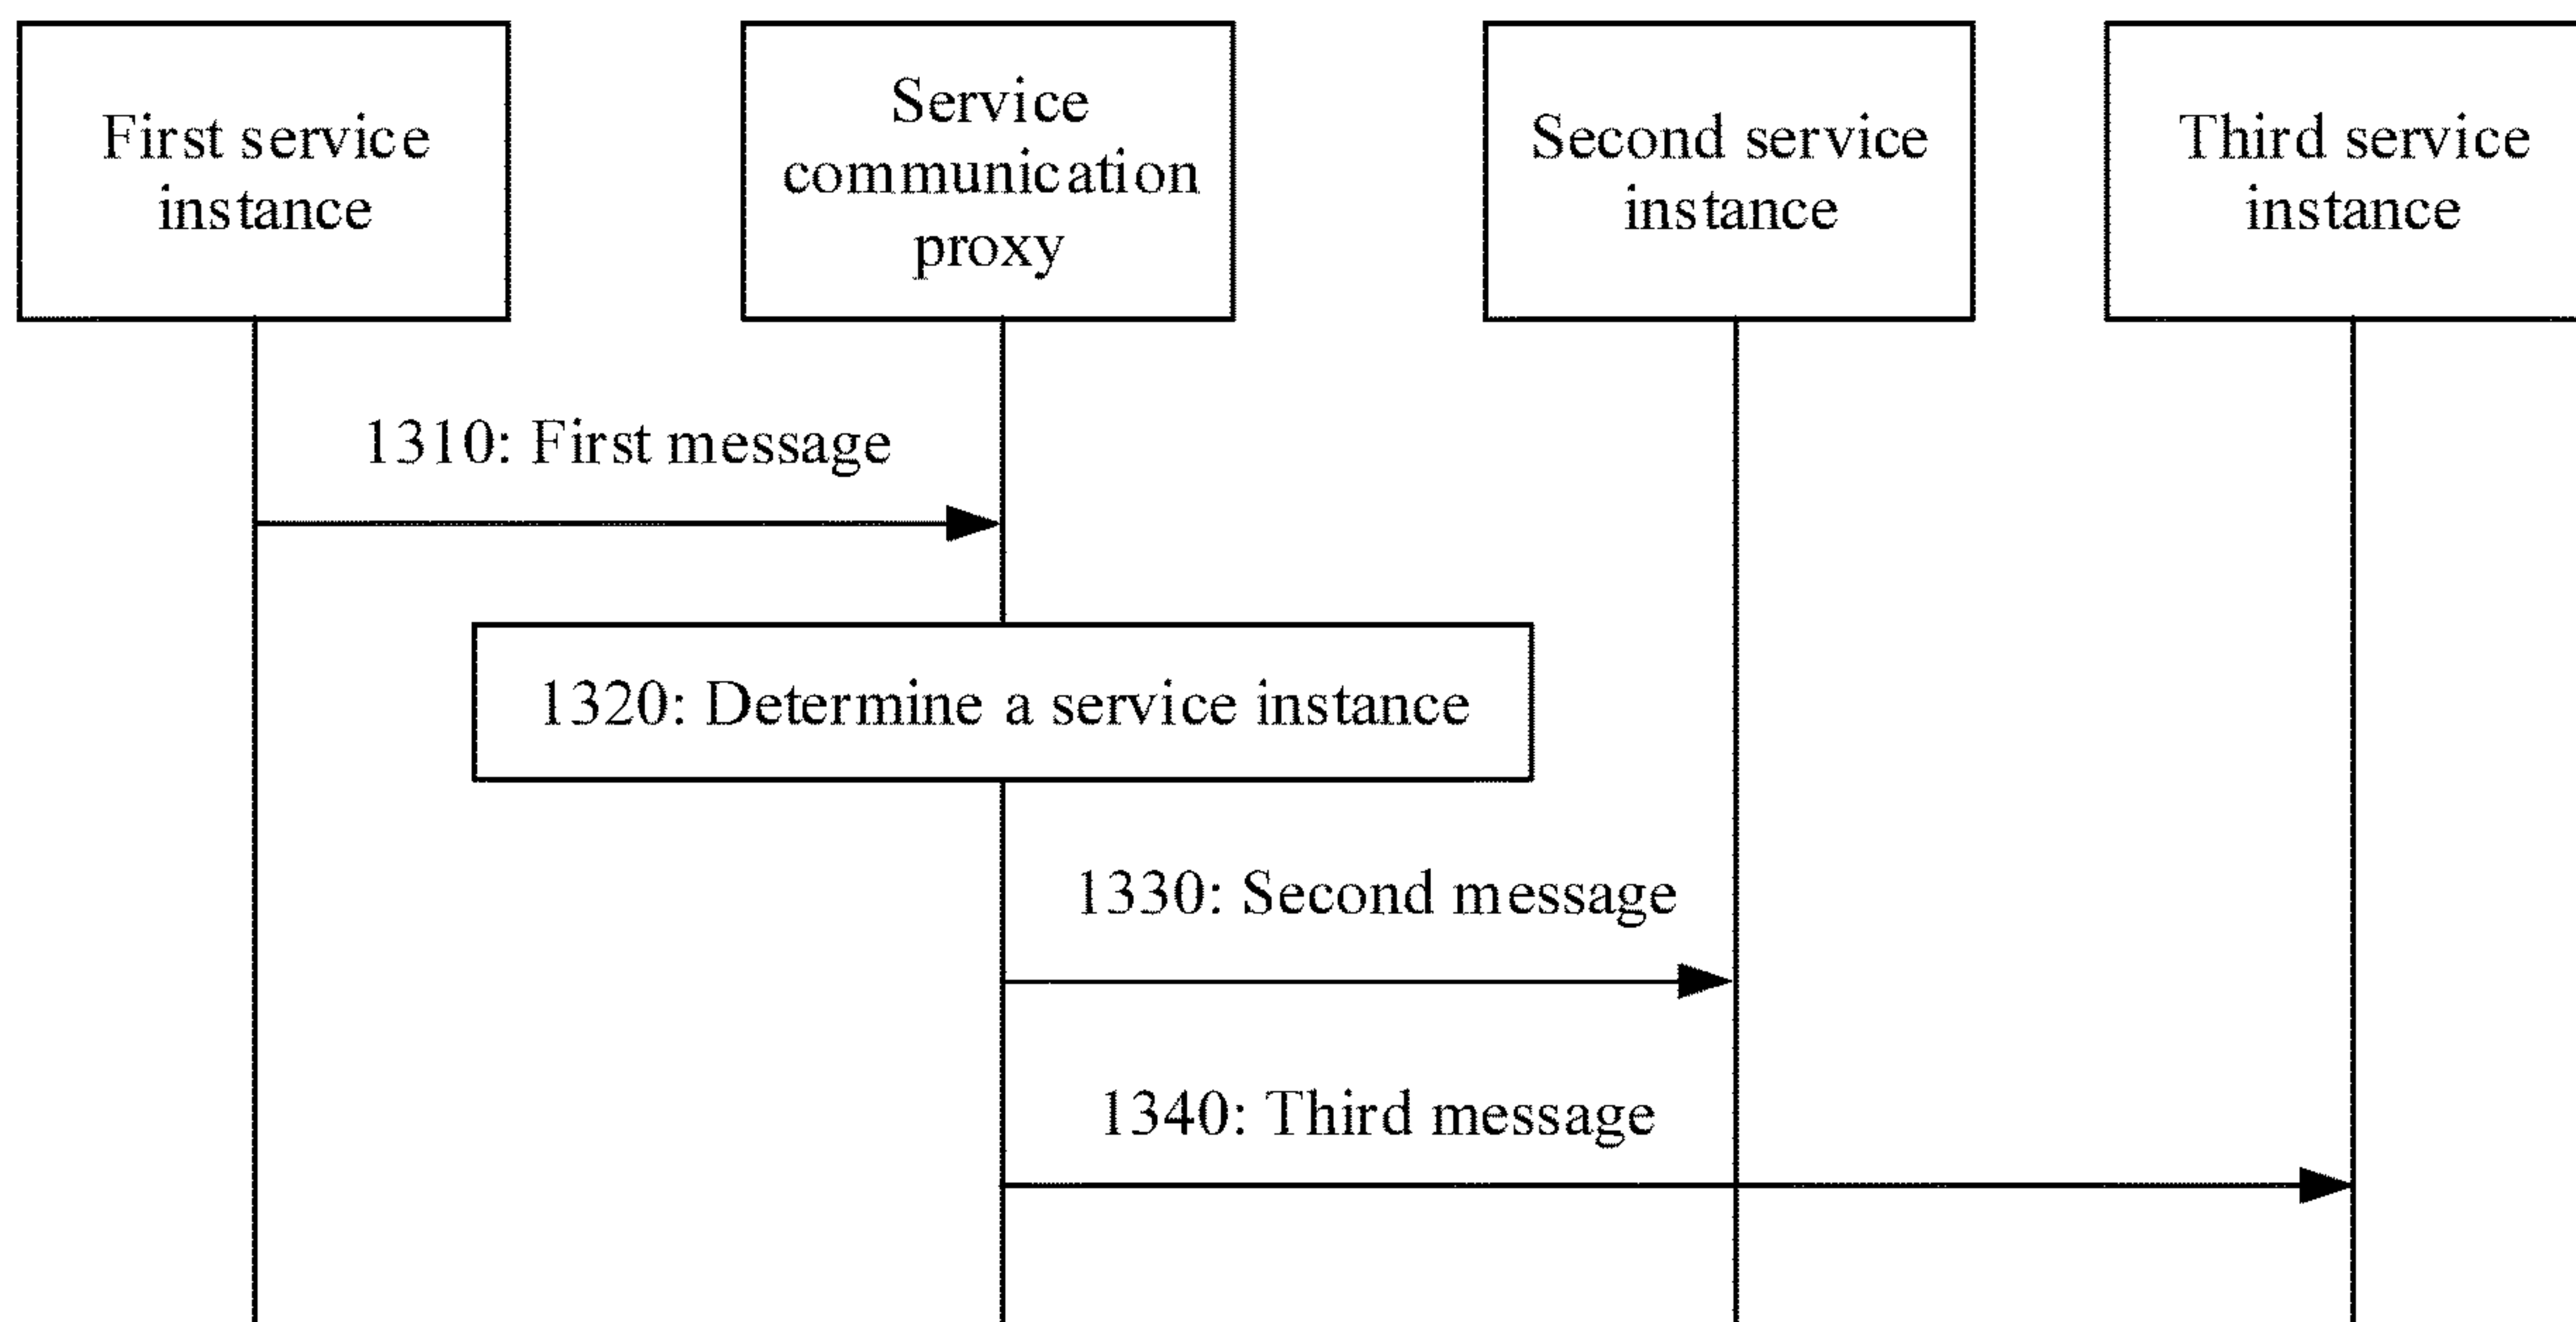 First service
instance
Service
communication
proxy
Second service
instance
Third service
instance
1310: First message
1320: Determine a service instance
1330: Second message
1340: Third message